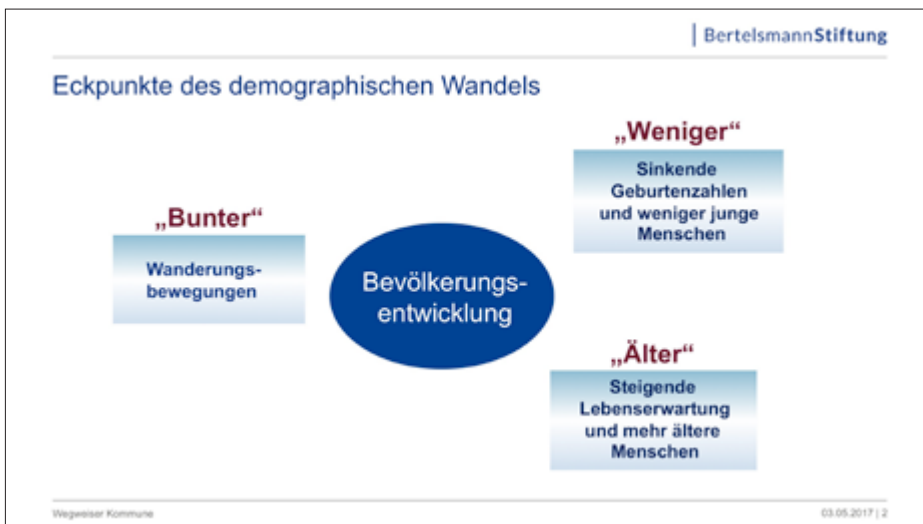 BertelsmannStiftung
Eckpunkte des demographischen Wandels
„Bunter“
Wanderungs-
bewegungen
Bevölkerungs-
entwicklung
„Weniger“
Sinkende
Geburtenzahlen
und weniger junge
Menschen
„Älter“
Steigende
Lebenserwartung
und mehr ältere
Menschen
Wegweiser Kommune
03.05.2017 | 2